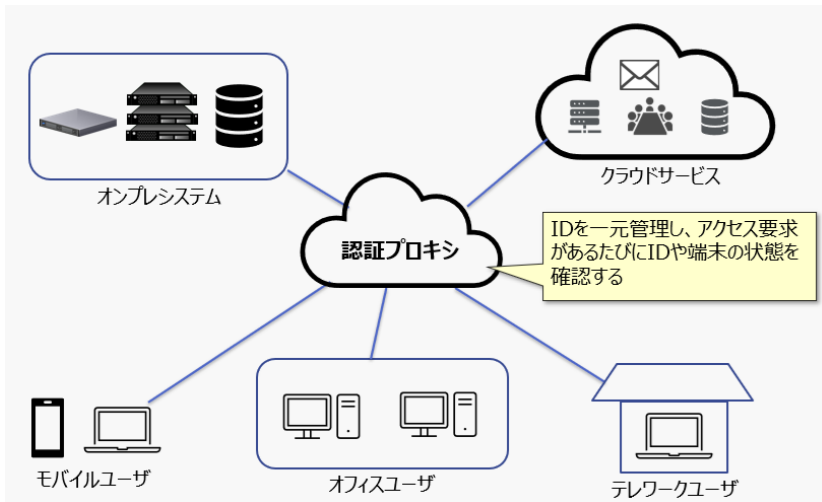 オンプレシステム
クラウドサービス
認証プロキシ
IDを一元管理し、アクセス要求
があるたびにIDや端末の状態を
確認する
モバイルユーザ
オフィスユーザ
テレワークユーザ